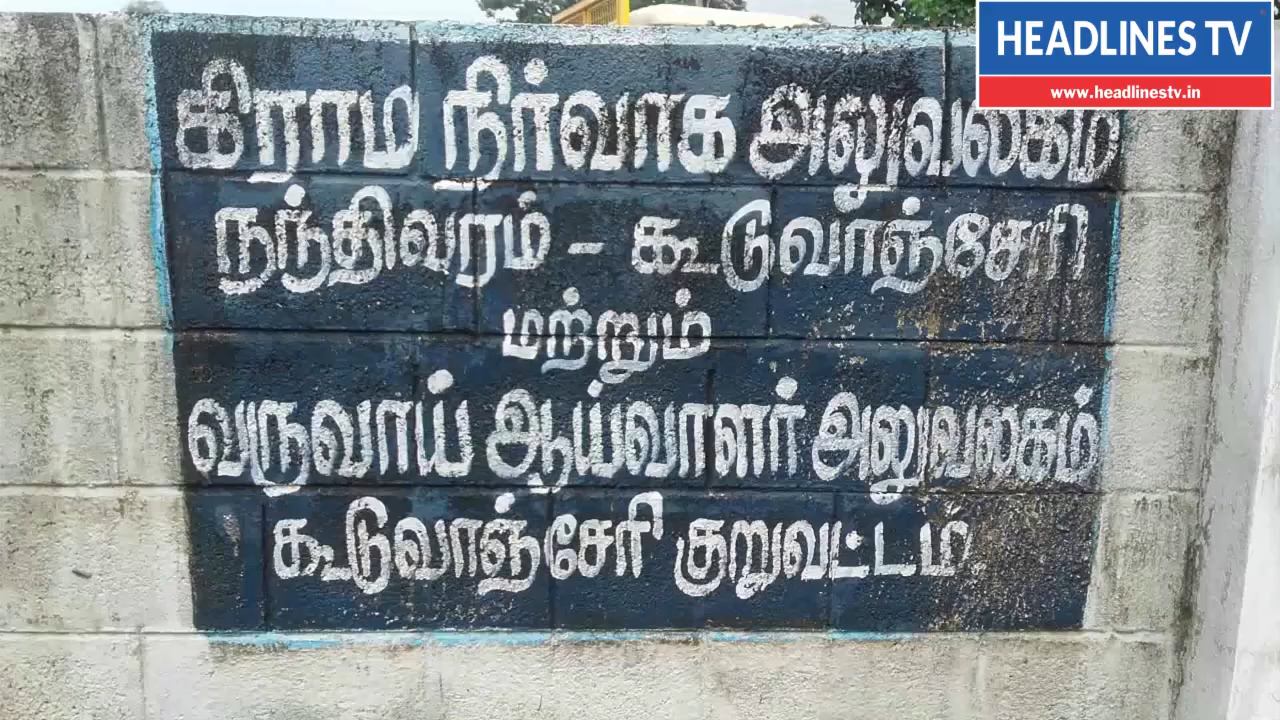 HEADLINES TV
www.headlinestv.in
கிராம நிர்வாக அலுவலகம்
நந்திவரம் - கூடுவாஞ்சேரி
மற்றும்
வருவாய் ஆய்வாளர் அலுவலகம்
கூடுவாஞ்சேரி குறுவட்டம்